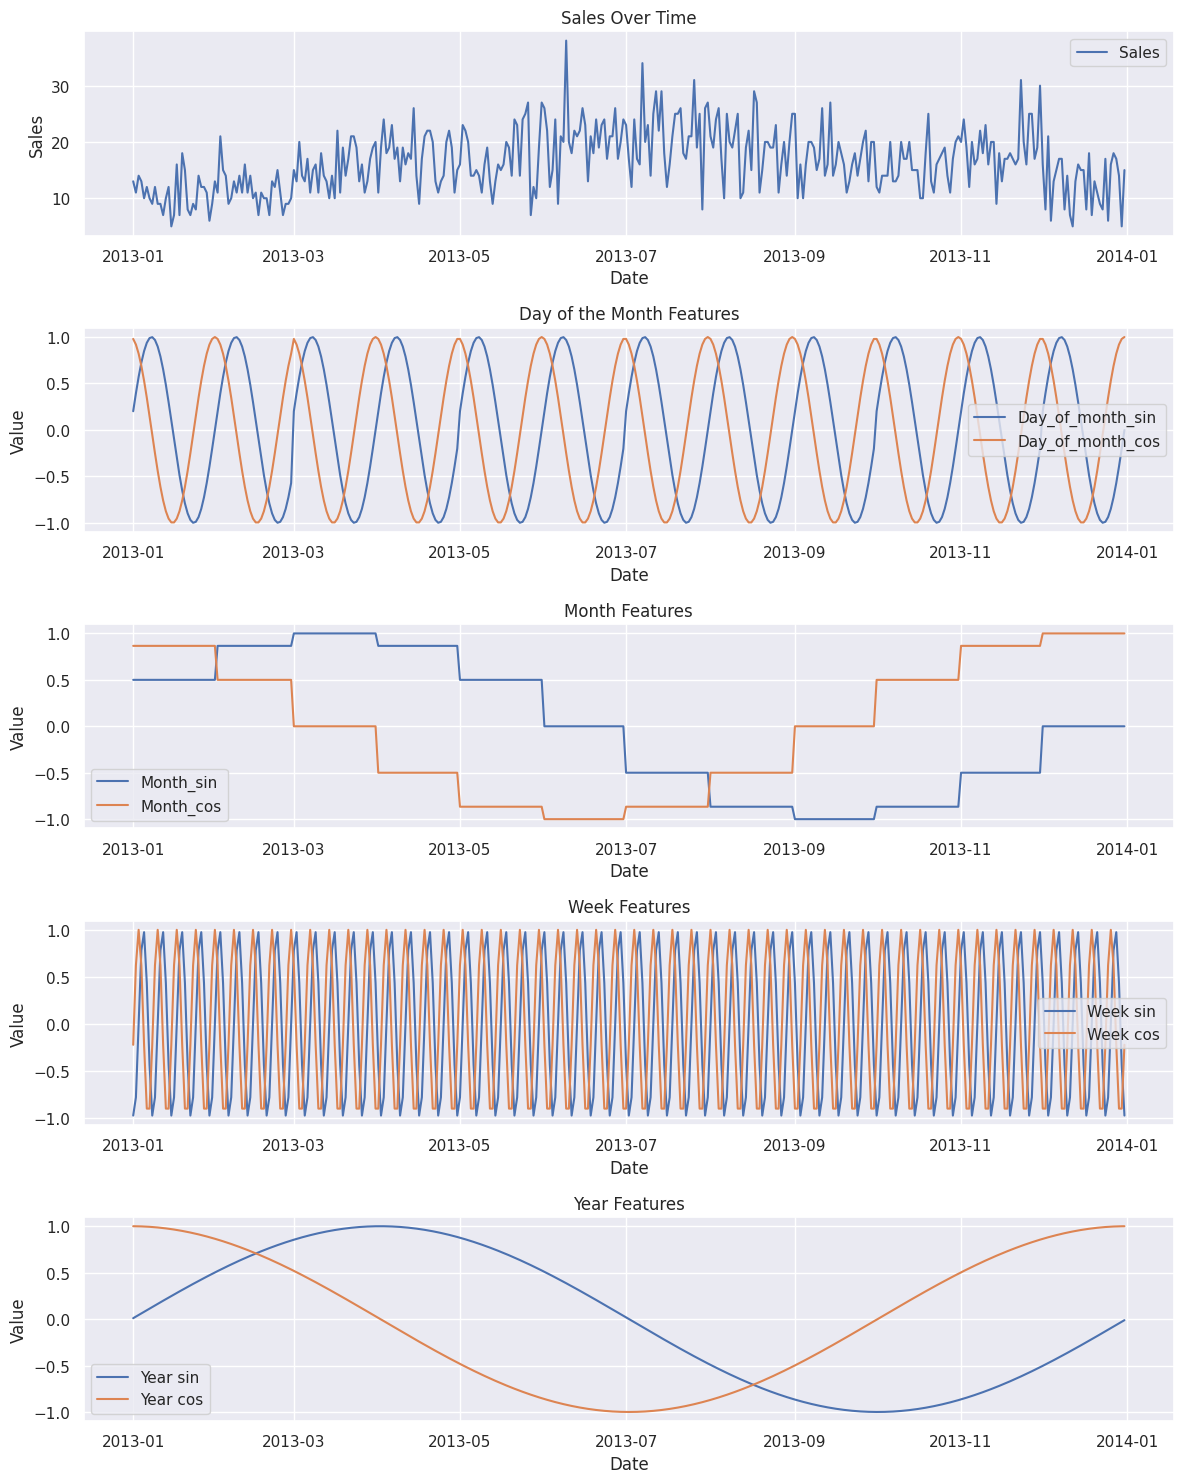 Sales Over Time
Sales
30
20
10
Sales
2013-01 2013-03 2013-05 2013-07 2013-09 2013-11 2014-01
Date
Day of the Month Features
1.0
0.5
0.0
−0.5
−1.0
Value
Day_of_month_sin
Day_of_month_cos
2013-01 2013-03 2013-05 2013-07 2013-09 2013-11 2014-01
Date
Month Features
1.0
0.5
0.0
−0.5
−1.0
Value
Month_sin
Month_cos
2013-01 2013-03 2013-05 2013-07 2013-09 2013-11 2014-01
Date
Week Features
1.0
0.5
0.0
−0.5
−1.0
Value
Week sin
Week cos
2013-01 2013-03 2013-05 2013-07 2013-09 2013-11 2014-01
Date
Year Features
1.0
0.5
0.0
−0.5
−1.0
Value
Year sin
Year cos
2013-01 2013-03 2013-05 2013-07 2013-09 2013-11 2014-01
Date